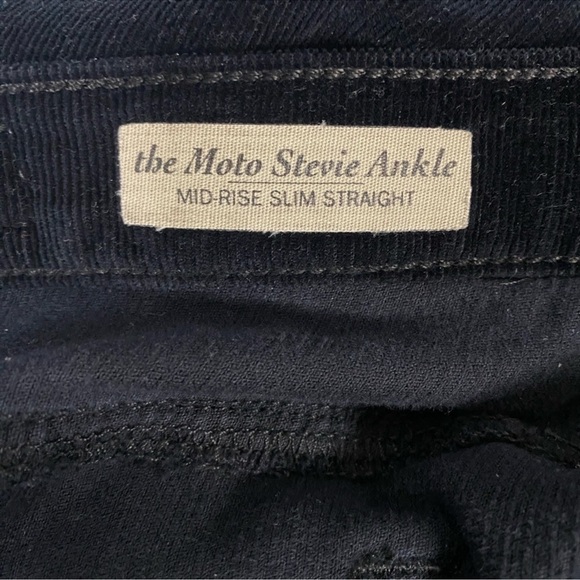 the Moto Stevie Ankle
MID-RISE SLIM STRAIGHT